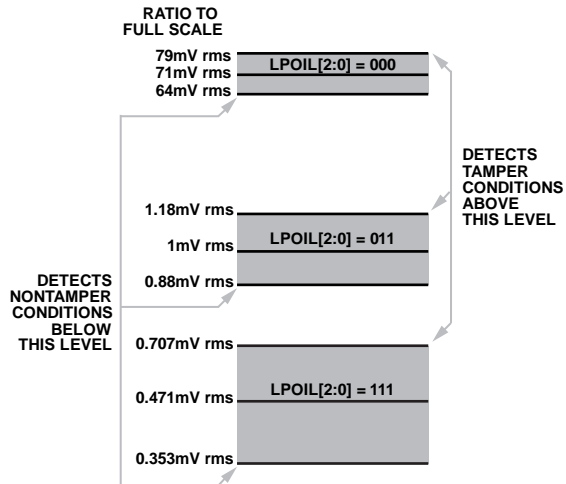 RATIO TO
FULL SCALE
79mV rms
71mV rms
64mV rms
LPOIL[2:0] = 000
DETECTS
TAMPER
CONDITIONS
ABOVE
THIS LEVEL
1.18mV rms
1mV rms
0.88mV rms
LPOIL[2:0] = 011
DETECTS
NONTAMPER
CONDITIONS
BELOW
THIS LEVEL
0.707mV rms
0.471mV rms
0.353mV rms
LPOIL[2:0] = 111